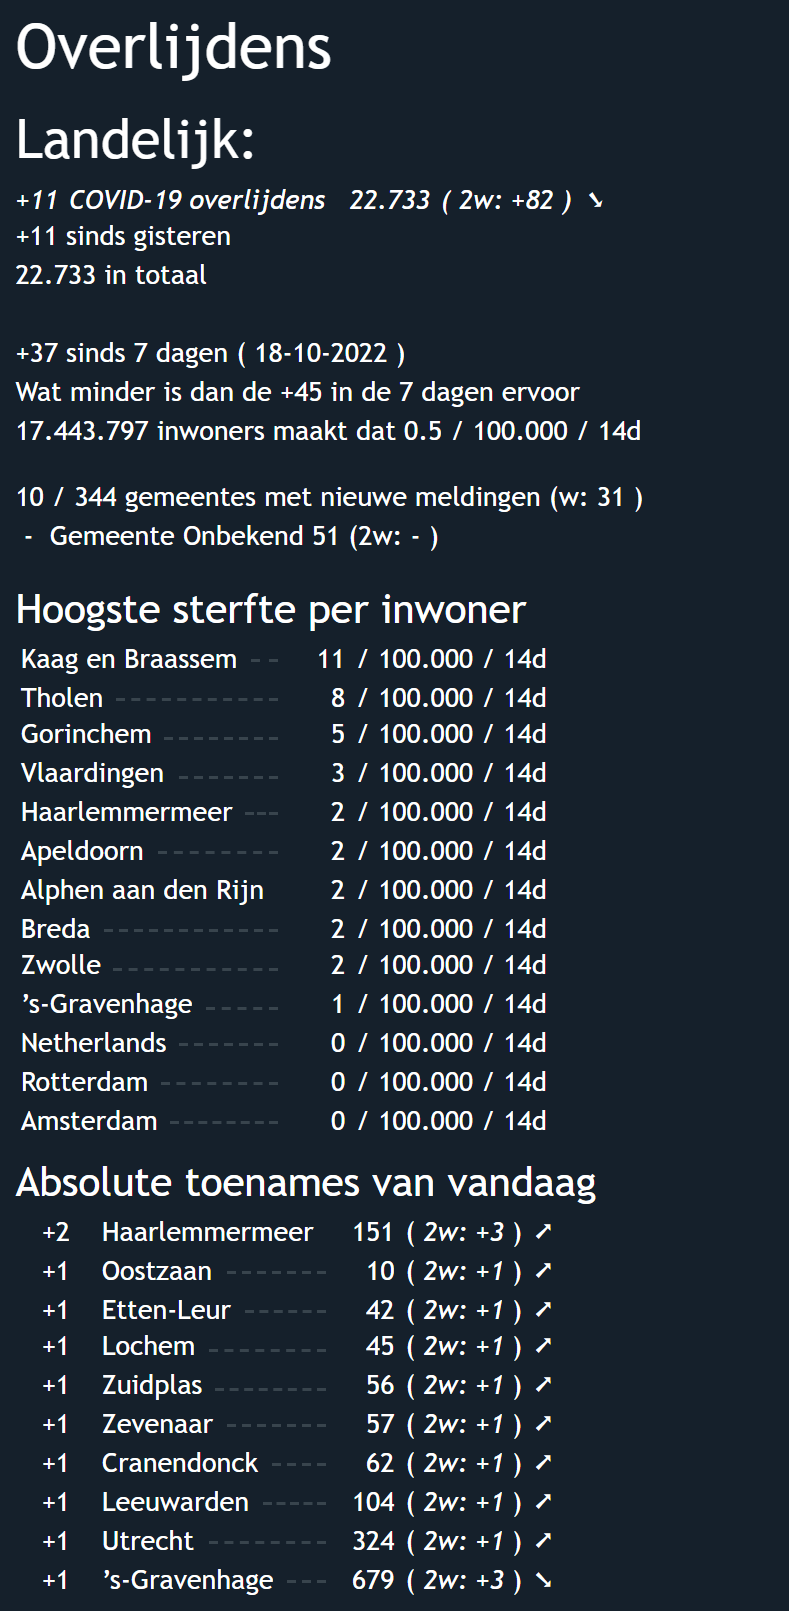 Overlijdens
Landelijk:
+11 COVID-19 overlijdens 22.733 ( 2w: +82 ) ➘
+11 sinds gisteren
22.733 in totaal
+37 sinds 7 dagen ( 18-10-2022 )
Wat minder is dan de +45 in de 7 dagen ervoor
17.443.797 inwoners maakt dat 0.5 / 100.000 / 14d
10 / 344 gemeentes met nieuwe meldingen (w: 31 )
- Gemeente Onbekend 51 (2w: - )
Hoogste sterfte per inwoner
Kaag en Braassem -- 11 / 100.000 / 14d
Tholen ----------- 8 / 100.000 / 14d
Gorinchem -------- 5 / 100.000 / 14d
Vlaardingen ------- 3 / 100.000 / 14d
Haarlemmermeer --- 2 / 100.000 / 14d
Apeldoorn -------- 2 / 100.000 / 14d
Alphen aan den Rijn 2 / 100.000 / 14d
Breda ------------ 2 / 100.000 / 14d
Zwolle ----------- 2 / 100.000 / 14d
’s-Gravenhage ----- 1 / 100.000 / 14d
Netherlands ------- 0 / 100.000 / 14d
Rotterdam -------- 0 / 100.000 / 14d
Amsterdam -------- 0 / 100.000 / 14d
Absolute toenames van vandaag
+2 Haarlemmermeer 151 ( 2w: +3 ) ➚
+1 Oostzaan ------- 10 ( 2w: +1 ) ➚
+1 Etten-Leur ------ 42 ( 2w: +1 ) ➚
+1 Lochem -------- 45 ( 2w: +1 ) ➚
+1 Zuidplas -------- 56 ( 2w: +1 ) ➚
+1 Zevenaar ------- 57 ( 2w: +1 ) ➚
+1 Cranendonck ---- 62 ( 2w: +1 ) ➚
+1 Leeuwarden ----- 104 ( 2w: +1 ) ➚
+1 Utrecht -------- 324 ( 2w: +1 ) ➚
+1 ’s-Gravenhage --- 679 ( 2w: +3 ) ➘